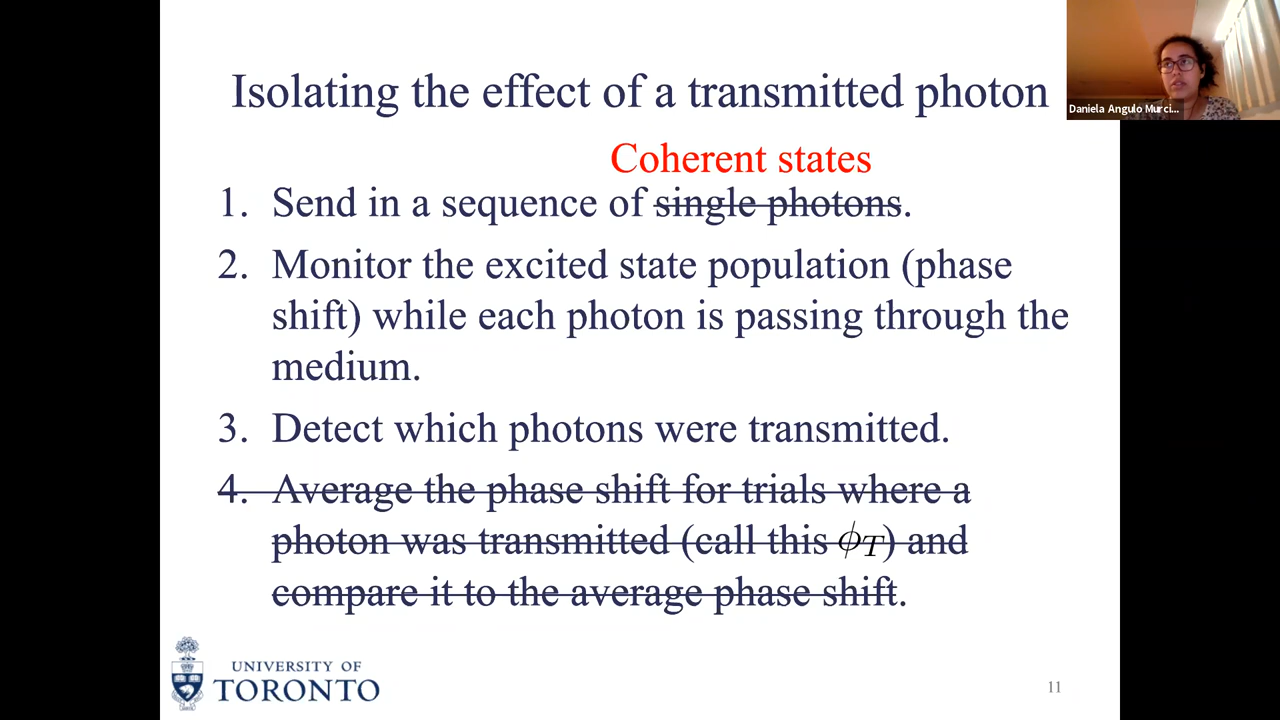 Isolating the effect of a transmitted photon
Daniela Angulo Murci...
Coherent states
1. Send in a sequence of single photons.
2. Monitor the excited state population (phase
shift) while each photon is passing through the
medium.
3. Detect which photons were transmitted.
4. Average the phase shift for trials where a
photon was transmitted (call this ϕT) and
compare it to the average phase shift.
UNIVERSITY OF
TORONTO
11